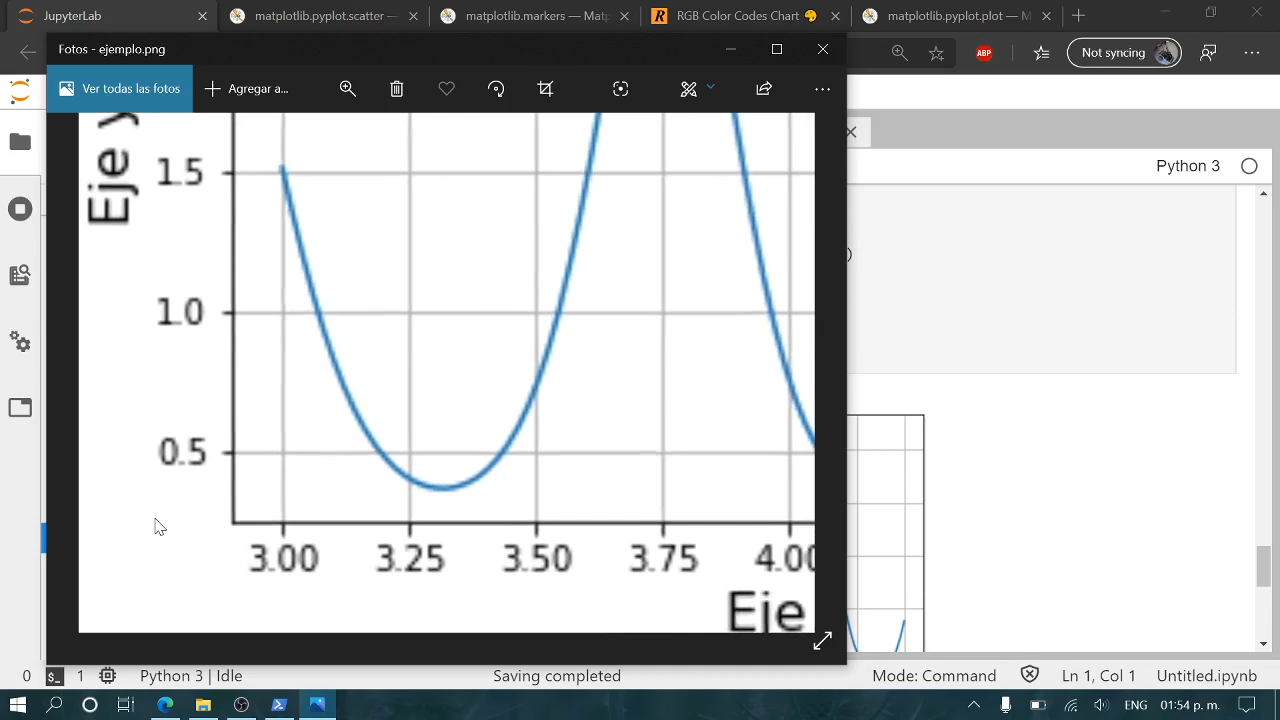 JupyterLab
matplotlib.pyplot.scatter —
matplotlib.markers — Mat
RGB Color Codes Chart
matplotlib.pyplot.plot — M
Fotos - ejemplo.png
ABP
Not syncing
Ver todas las fotos
Agregar a...
Python 3
Eje y
1.5
1.0
0.5
3.00 3.25 3.50 3.75 4.00
Eje
0
1
Python 3 | Idle
Saving completed
Mode: Command
Ln 1, Col 1
Untitled.ipynb
ENG
01:54 p. m.